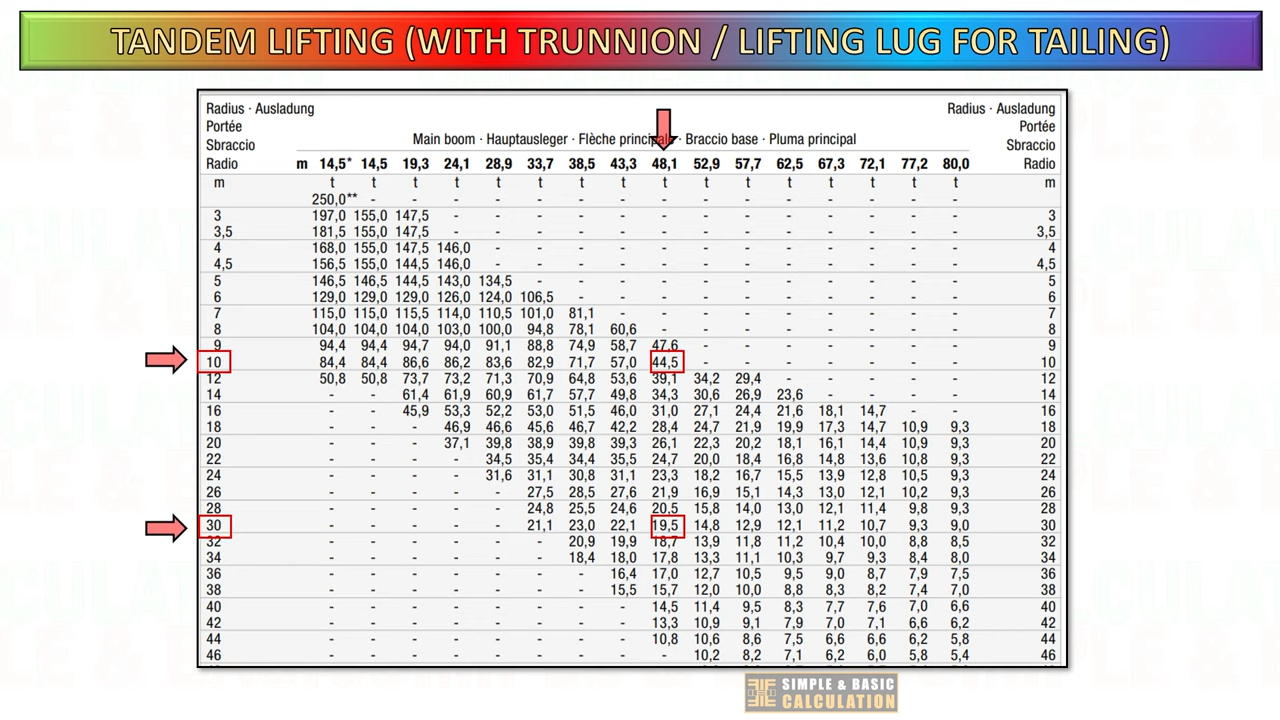 TANDEM LIFTING (WITH TRUNNION / LIFTING LUG FOR TAILING)
Radius · Ausladung Radius · Ausladung
Portée Portée
Sbraccio Main boom · Hauptausleger · Flèche principale · Braccio base · Pluma principal Sbraccio
Radio m 14,5* 14,5 19,3 24,1 28,9 33,7 38,5 43,3 48,1 52,9 57,7 62,5 67,3 72,1 77,2 80,0 Radio
m t t t t t t t t t t t t t t t t m
250,0** - - - - - - - - - - - - - - -
3 197,0 155,0 147,5 - - - - - - - - - - - - - 3
3,5 181,5 155,0 147,5 - - - - - - - - - - - - - 3,5
4 168,0 155,0 147,5 146,0 - - - - - - - - - - - - 4
4,5 156,5 155,0 144,5 146,0 - - - - - - - - - - - - 4,5
5 146,5 146,5 144,5 143,0 134,5 - - - - - - - - - - - 5
6 129,0 129,0 129,0 126,0 124,0 106,5 - - - - - - - - - - 6
7 115,0 115,0 115,5 114,0 110,5 101,0 81,1 - - - - - - - - - 7
8 104,0 104,0 104,0 103,0 100,0 94,8 78,1 60,6 - - - - - - - - 8
9 94,4 94,4 94,7 94,0 91,1 88,8 74,9 58,7 47,6 - - - - - - - 9
10 84,4 84,4 86,6 86,2 83,6 82,9 71,7 57,0 44,5 - - - - - - - 10
12 50,8 50,8 73,7 73,2 71,3 70,9 64,8 53,6 39,1 34,2 29,4 - - - - - 12
14 - - 61,4 61,9 60,9 61,7 57,7 49,8 34,3 30,6 26,9 23,6 - - - - 14
16 - - 45,9 53,3 52,2 53,0 51,5 46,0 31,0 27,1 24,4 21,6 18,1 14,7 - - 16
18 - - - 46,9 46,6 45,6 46,7 42,2 28,4 24,7 21,9 19,9 17,3 14,7 10,9 9,3 18
20 - - - 37,1 39,8 38,9 39,8 39,3 26,1 22,3 20,2 18,1 16,1 14,4 10,9 9,3 20
22 - - - - 34,5 35,4 34,4 35,5 24,7 20,0 18,4 16,8 14,8 13,6 10,8 9,3 22
24 - - - - 31,6 31,1 30,8 31,1 23,3 18,2 16,7 15,5 13,9 12,8 10,5 9,3 24
26 - - - - - 27,5 28,5 27,6 21,9 16,9 15,1 14,3 13,0 12,1 10,2 9,3 26
28 - - - - - 24,8 25,5 24,6 20,5 15,8 14,0 13,0 12,1 11,4 9,8 9,3 28
30 - - - - - 21,1 23,0 22,1 19,5 14,8 12,9 12,1 11,2 10,7 9,3 9,0 30
32 - - - - - - 20,9 19,9 18,7 13,9 11,8 11,2 10,4 10,0 8,8 8,5 32
34 - - - - - - 18,4 18,0 17,8 13,3 11,1 10,3 9,7 9,3 8,4 8,0 34
36 - - - - - - - 16,4 17,0 12,7 10,5 9,5 9,0 8,7 7,9 7,5 36
38 - - - - - - - 15,5 15,7 12,0 10,0 8,8 8,3 8,2 7,4 7,0 38
40 - - - - - - - - 14,5 11,4 9,5 8,3 7,7 7,6 7,0 6,6 40
42 - - - - - - - - 13,3 10,9 9,1 7,9 7,0 7,1 6,6 6,2 42
44 - - - - - - - - 10,8 10,6 8,6 7,5 6,6 6,6 6,2 5,8 44
46 - - - - - - - - - 10,2 8,2 7,1 6,2 6,0 5,8 5,4 46
SIMPLE & BASIC
CALCULATION